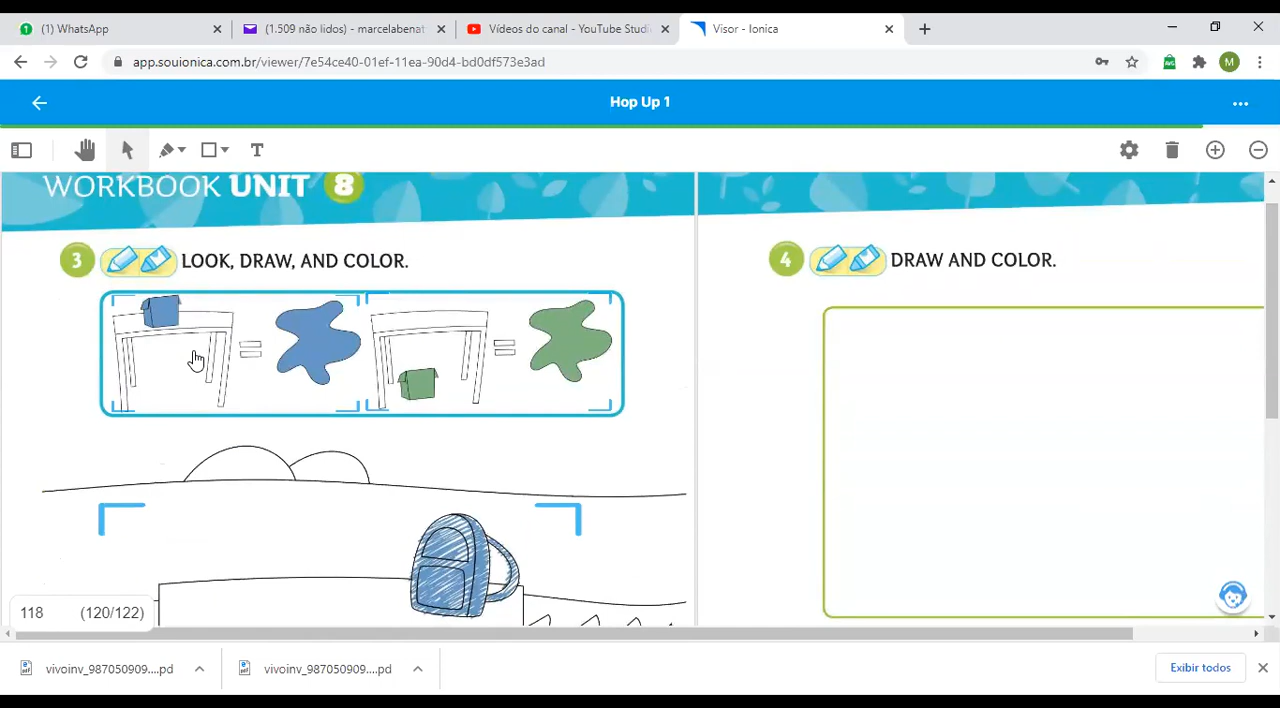 (1) WhatsApp
(1.509 não lidos) - marcelabenat
Vídeos do canal - YouTube Studi
Visor - Ionica
app.souionica.com.br/viewer/7e54ce40-01ef-11ea-90d4-bd0df573e3ad
M
Hop Up 1
T
WORKBOOK UNIT 8
3 LOOK, DRAW, AND COLOR.
4 DRAW AND COLOR.
118 (120/122)
vivoinv_987050909....pd
vivoinv_987050909....pd
Exibir todos